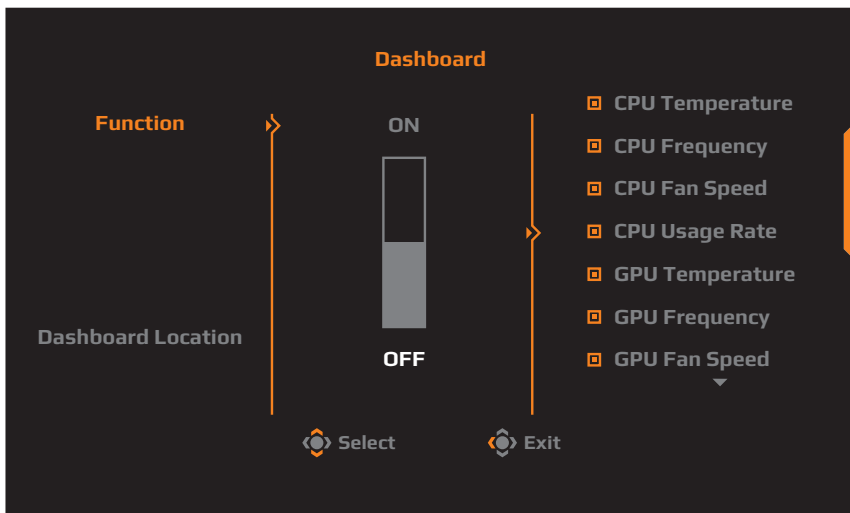 Dashboard
Function
ON
OFF
Dashboard Location
CPU Temperature
CPU Frequency
CPU Fan Speed
CPU Usage Rate
GPU Temperature
GPU Frequency
GPU Fan Speed
Select
Exit